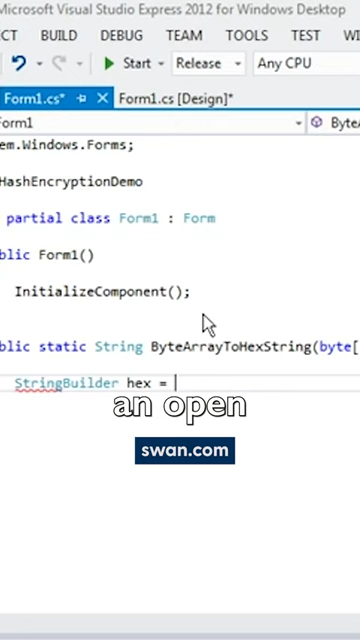 Microsoft Visual Studio Express 2012 for Windows Desktop
BUILD DEBUG TEAM TOOLS TEST
Start Release Any CPU
Form1.cs* Form1.cs [Design]*
Form1
em.Windows.Forms;
HashEncryptionDemo
partial class Form1 : Form
blic Form1()
InitializeComponent();
blic static String ByteArrayToHexString(byte[
StringBuilder hex =
an open
swan.com